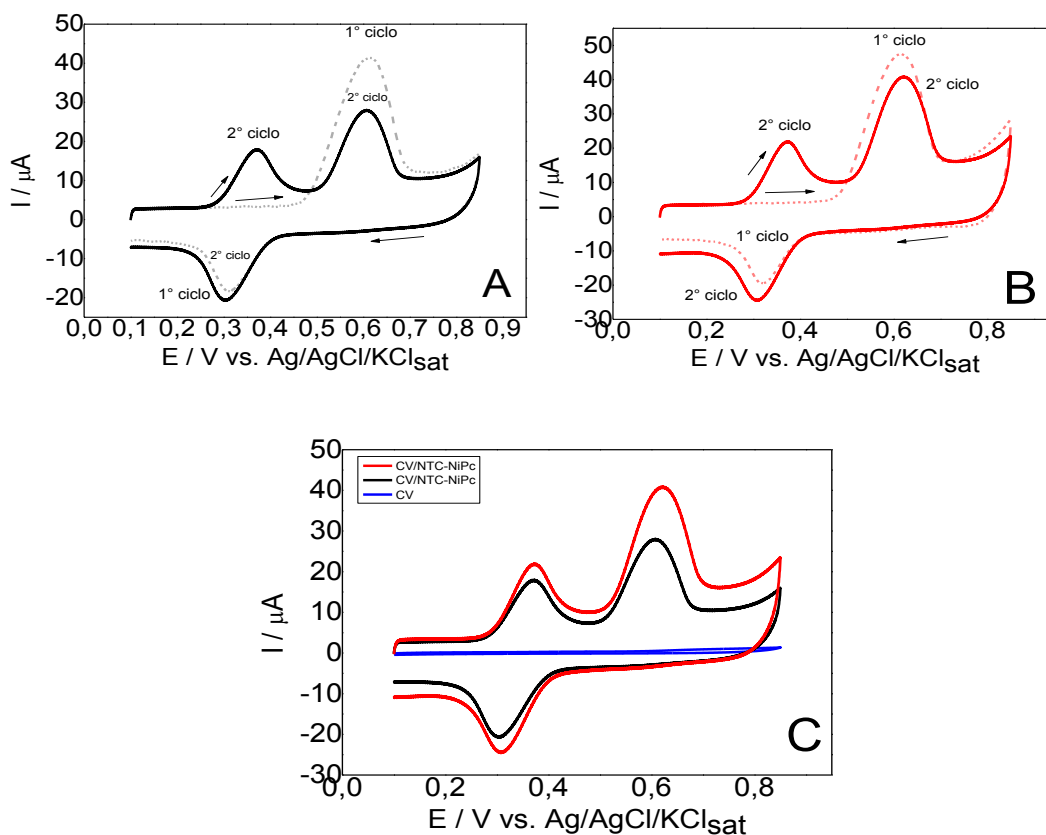 50
40
30
20
10
0
-10
-20
I / µA
1° ciclo
2° ciclo
2° ciclo
2° ciclo
1° ciclo
A
0,0 0,1 0,2 0,3 0,4 0,5 0,6 0,7 0,8 0,9
E / V vs. Ag/AgCl/KClsat
50
40
30
20
10
0
-10
-20
-30
I / µA
1° ciclo
2° ciclo
2° ciclo
1° ciclo
2° ciclo
B
0,0 0,2 0,4 0,6 0,8
E / V vs. Ag/AgCl/KClsat
50
40
30
20
10
0
-10
-20
-30
I / µA
CV/NTC-NiPc
CV/NTC-NiPc
CV
C
0,0 0,2 0,4 0,6 0,8
E / V vs. Ag/AgCl/KClsat